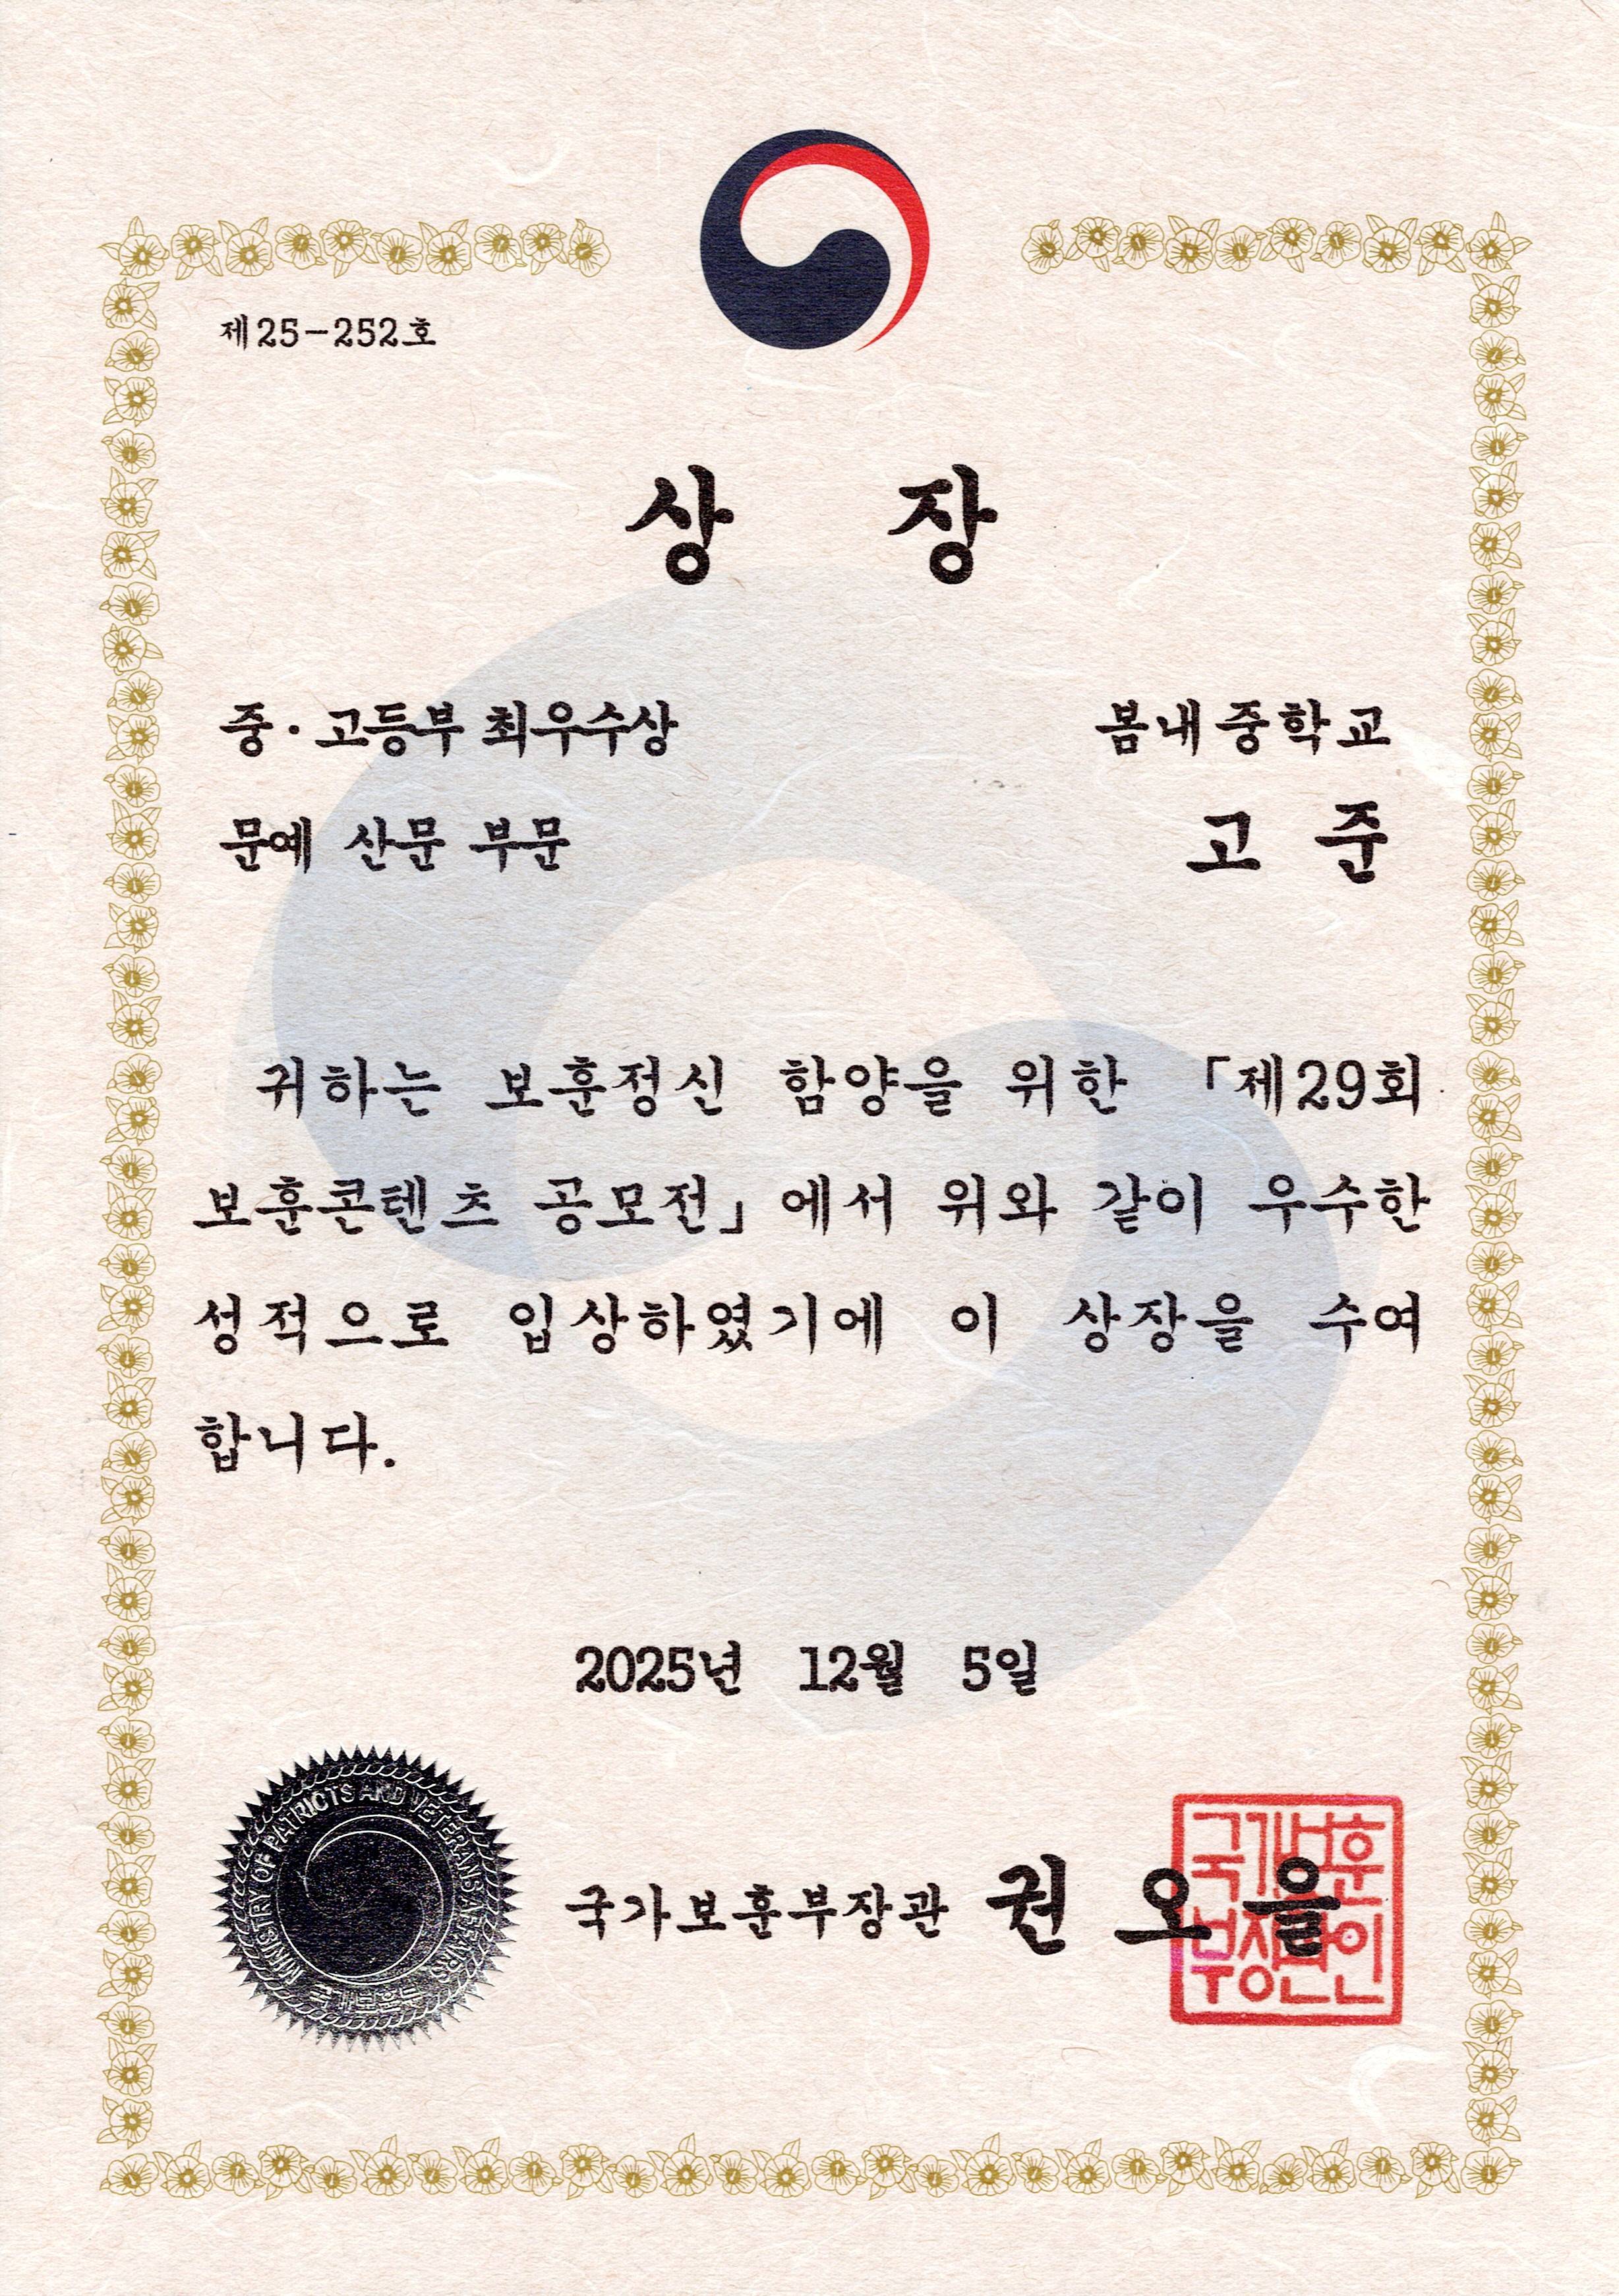 제25-252호
상 장
중·고등부 최우수상
봄내중학교
문예 산문 부문
고 준
귀하는 보훈정신 함양을 위한 「제29회
보훈콘텐츠 공모전」에서 위와 같이 우수한
성적으로 입상하였기에 이 상장을 수여
합니다.
2025년 12월 5일
MINISTRY OF PATRIOTS AND VETERANS AFFAIRS
국가보훈부
국가보훈부장관 권 오 을
국가보훈
부장관인